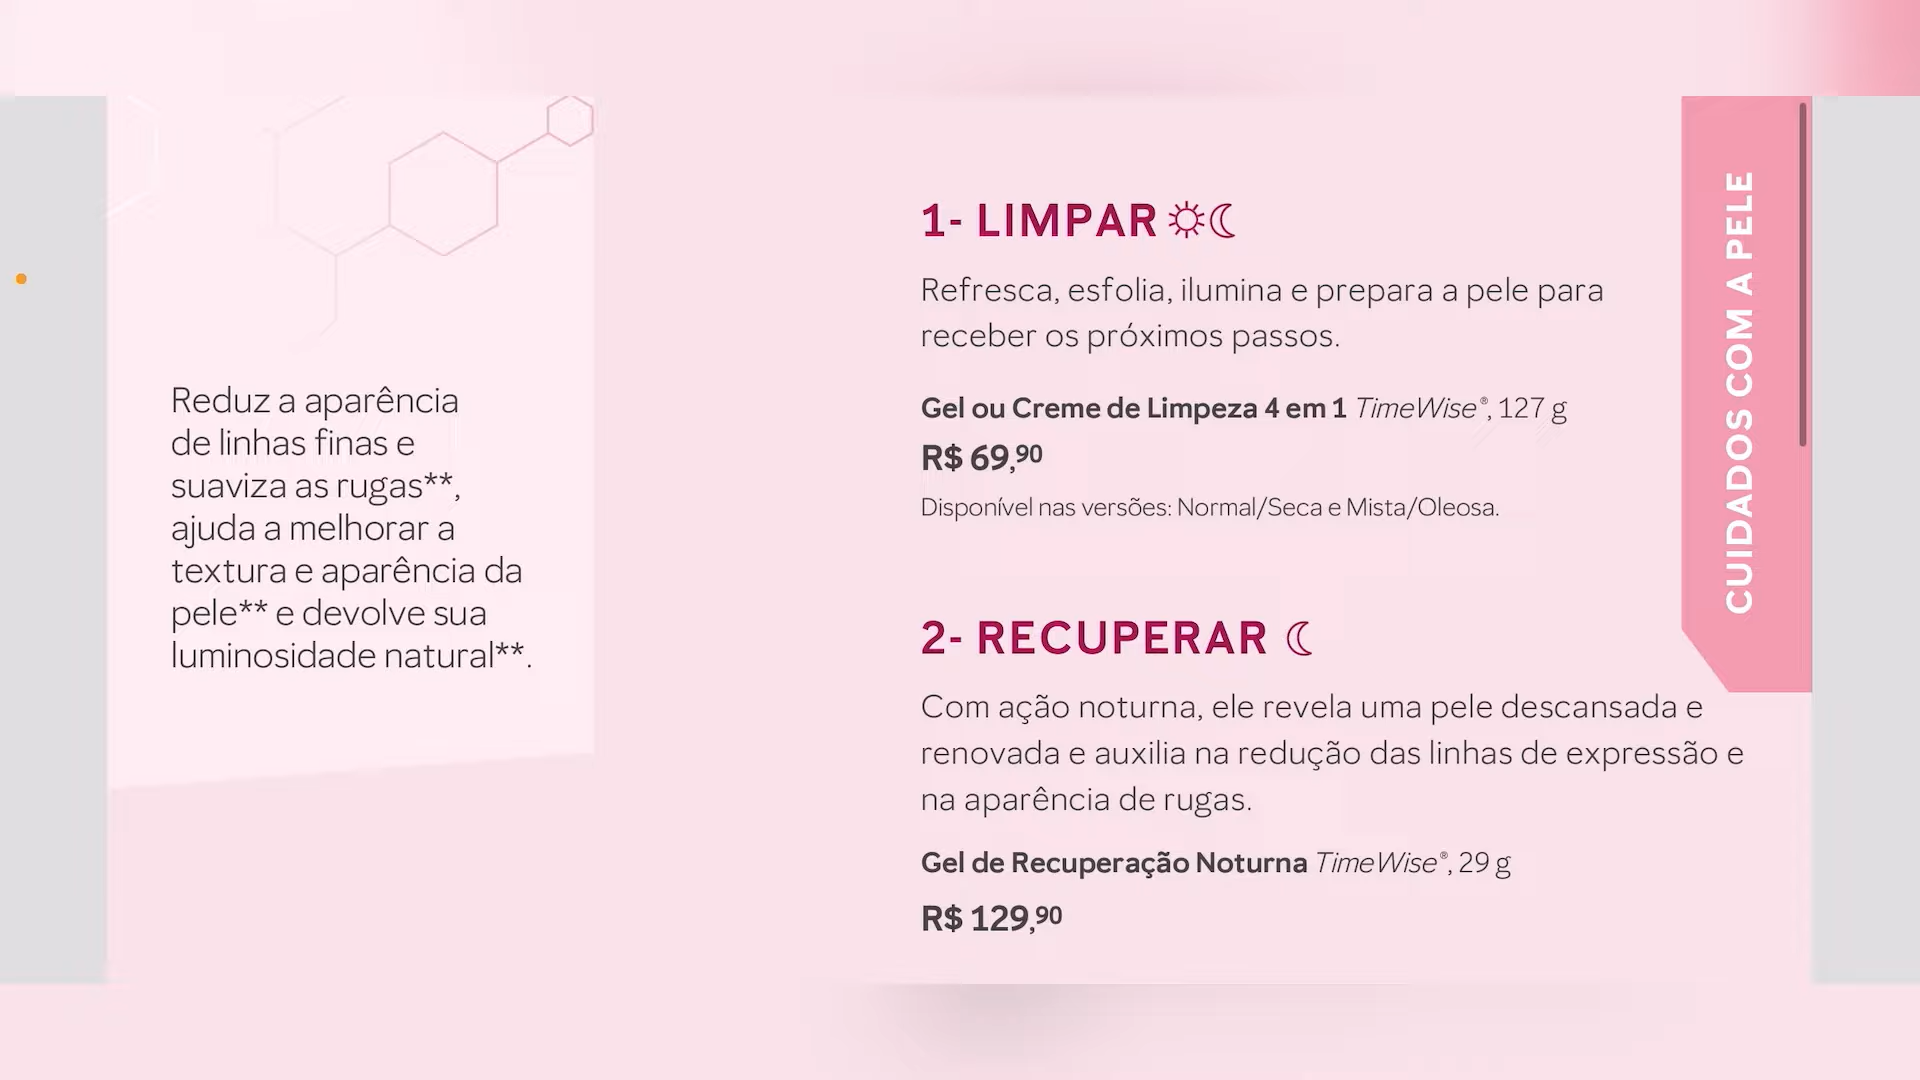 Reduz a aparência
de linhas finas e
suaviza as rugas**,
ajuda a melhorar a
textura e aparência da
pele** e devolve sua
luminosidade natural**.
1- LIMPAR
Refresca, esfolia, ilumina e prepara a pele para
receber os próximos passos.
Gel ou Creme de Limpeza 4 em 1 TimeWise®, 127 g
R$ 69,90
Disponível nas versões: Normal/Seca e Mista/Oleosa.
2- RECUPERAR
Com ação noturna, ele revela uma pele descansada e
renovada e auxilia na redução das linhas de expressão e
na aparência de rugas.
Gel de Recuperação Noturna TimeWise®, 29 g
R$ 129,90
CUIDADOS COM A PELE